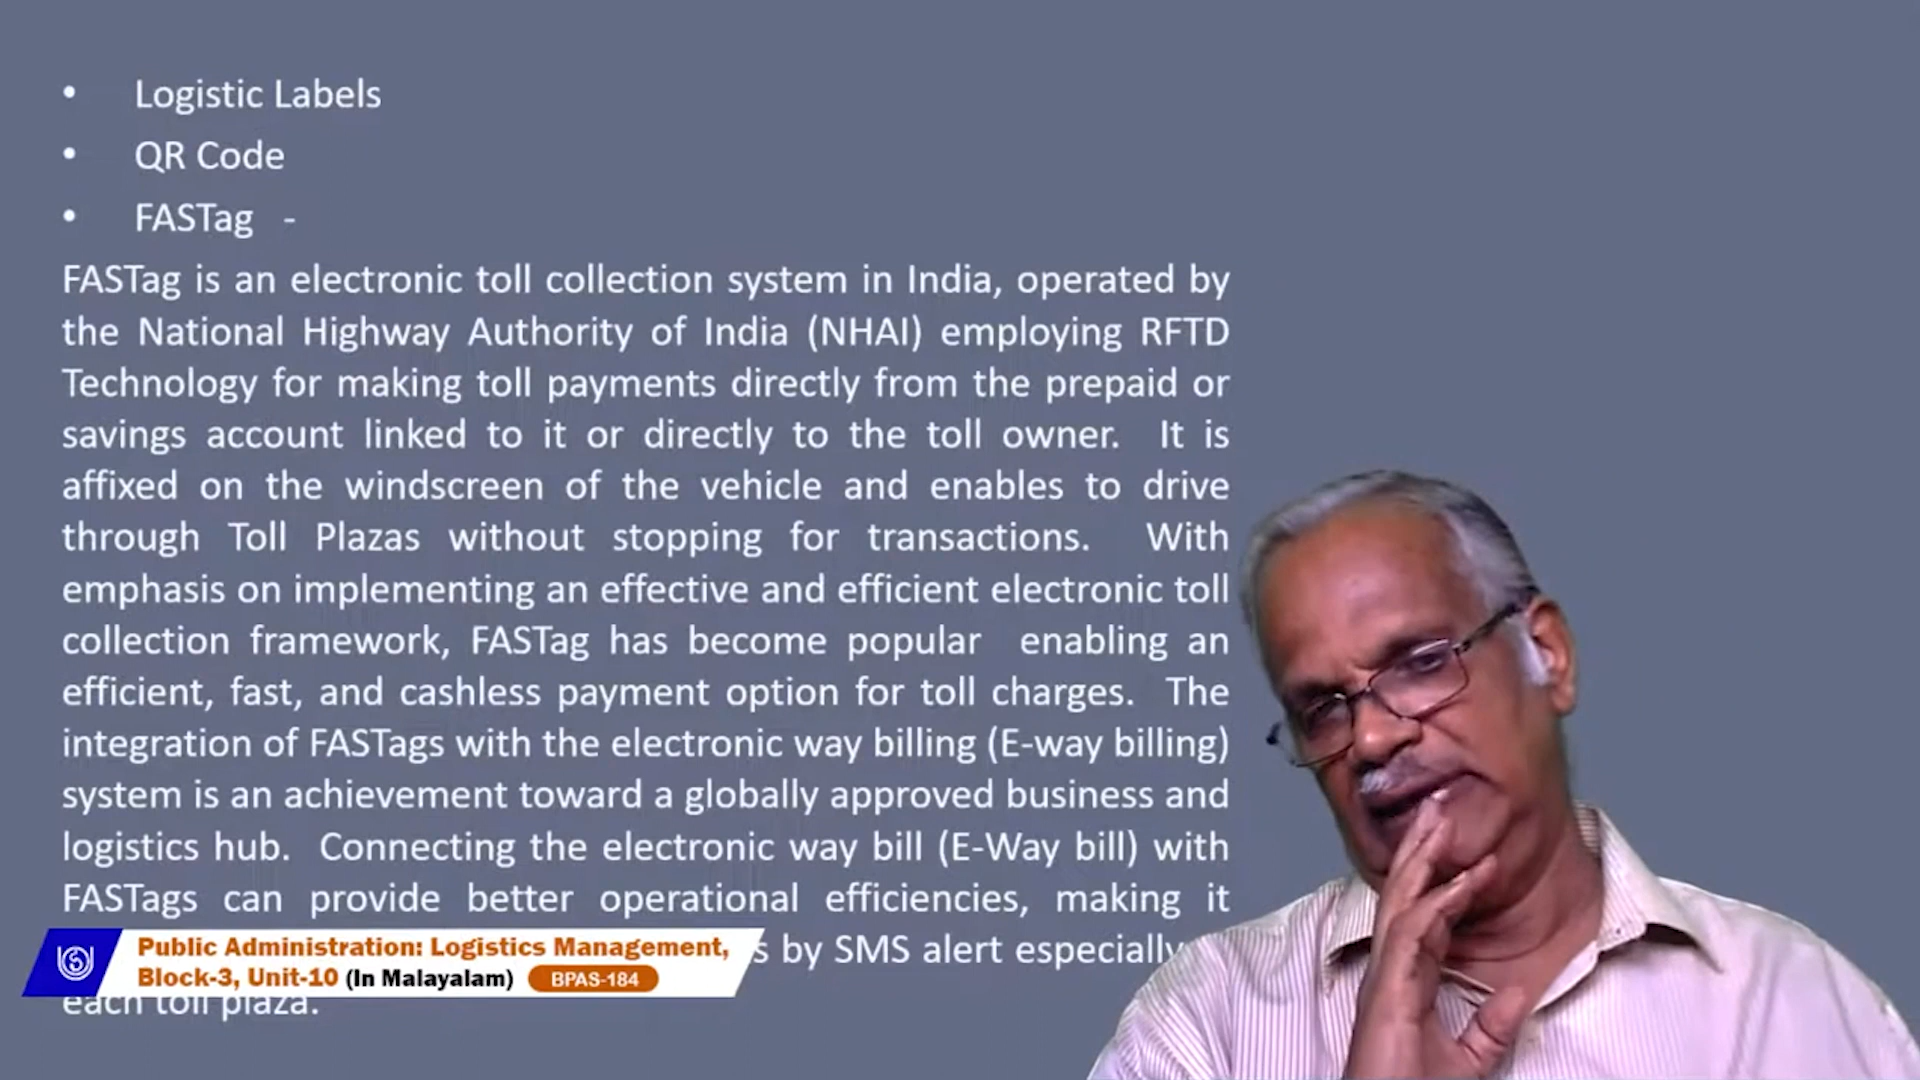 • Logistic Labels
• QR Code
• FASTag -
FASTag is an electronic toll collection system in India, operated by
the National Highway Authority of India (NHAI) employing RFTD
Technology for making toll payments directly from the prepaid or
savings account linked to it or directly to the toll owner. It is
affixed on the windscreen of the vehicle and enables to drive
through Toll Plazas without stopping for transactions. With
emphasis on implementing an effective and efficient electronic toll
collection framework, FASTag has become popular enabling an
efficient, fast, and cashless payment option for toll charges. The
integration of FASTags with the electronic way billing (E-way billing)
system is an achievement toward a globally approved business and
logistics hub. Connecting the electronic way bill (E-Way bill) with
FASTags can provide better operational efficiencies, making it
by SMS alert especially
each toll plaza.
Public Administration: Logistics Management,
Block-3, Unit-10 (In Malayalam) BPAS-184